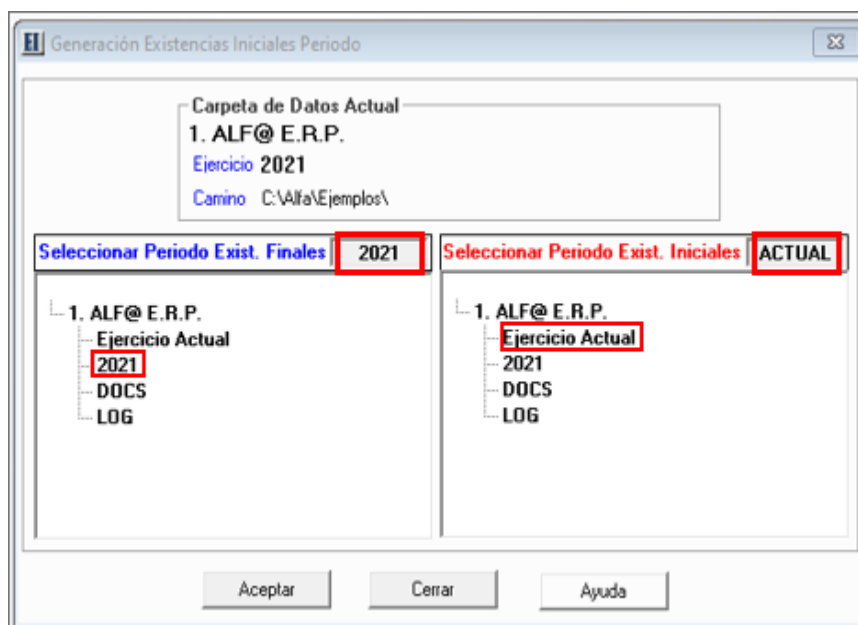 EI Generación Existencias Iniciales Periodo
Carpeta de Datos Actual
1. ALF@ E.R.P.
Ejercicio 2021
Camino C:\Alfa\Ejemplos\
Seleccionar Periodo Exist. Finales 2021
1. ALF@ E.R.P.
Ejercicio Actual
2021
DOCS
LOG
Seleccionar Periodo Exist. Iniciales ACTUAL
1. ALF@ E.R.P.
Ejercicio Actual
2021
DOCS
LOG
Aceptar Cerrar Ayuda